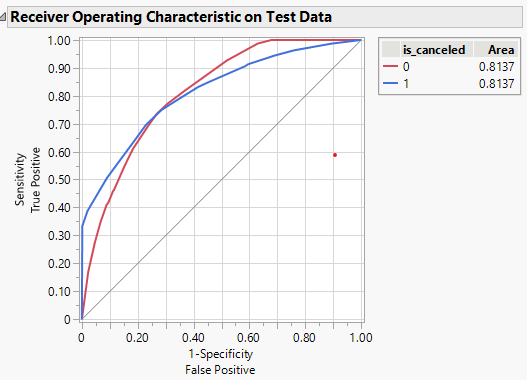 Receiver Operating Characteristic on Test Data
is_canceled Area
0 0.8137
1 0.8137
1.00
0.90
0.80
0.70
0.60
0.50
0.40
0.30
0.20
0.10
0
Sensitivity
True Positive
0 0.20 0.40 0.60 0.80 1.00
1-Specificity
False Positive